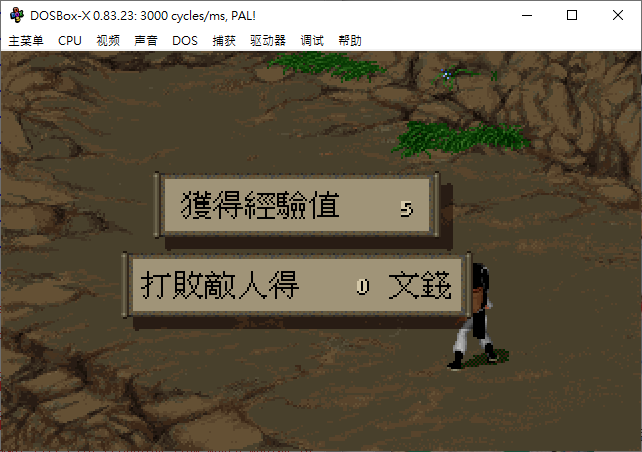 DOSBox-X 0.83.23: 3000 cycles/ms, PAL!
主菜单 CPU 视频 声音 DOS 捕获 驱动器 调试 帮助
獲得經驗值 5
打敗敵人得 0 文錢